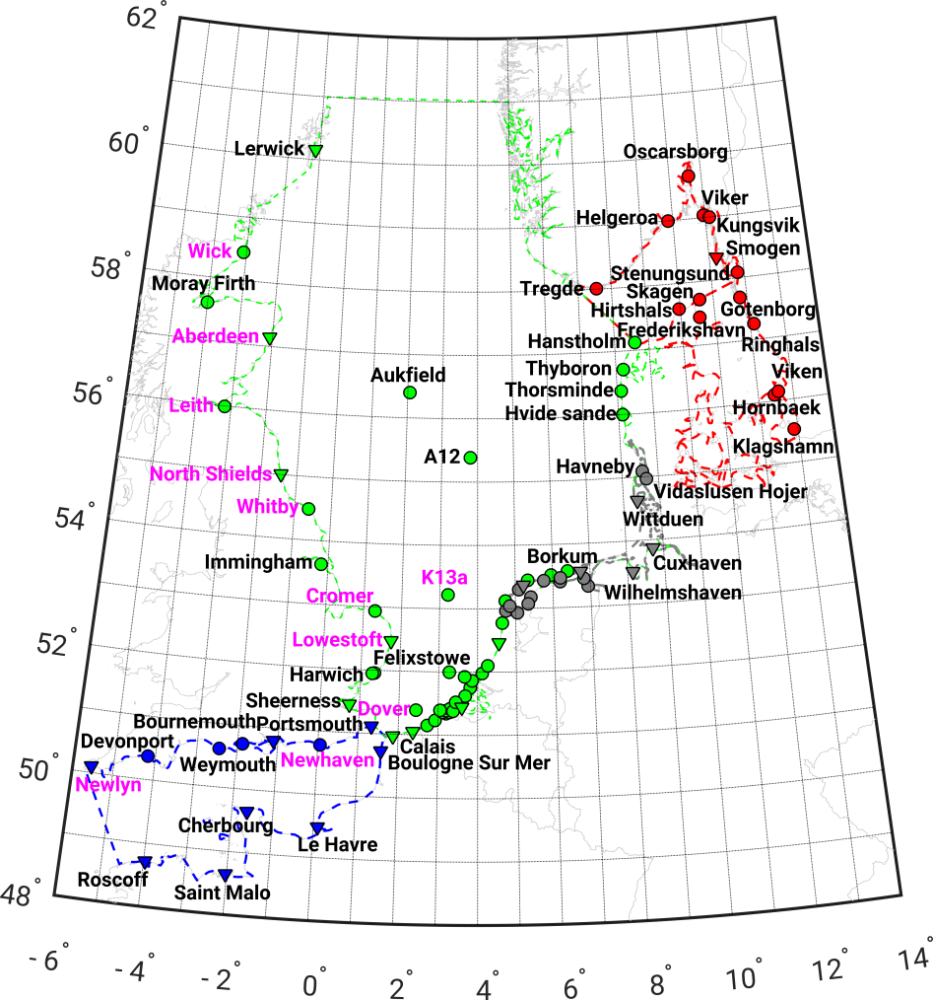 62°
60°
Lerwick
Oscarsborg
Viker
Helgeroa
Kungsvik
Wick
Smogen
58°
Moray Firth
Stenungsund
Tregde
Skagen
Hirtshals
Gotenborg
Frederikshavn
Aberdeen
Hanstholm
Ringhals
Thyboron
Viken
Aukfield
56°
Thorsminde
Leith
Hornbaek
Hvide sande
Klagshamn
A12
Havneby
North Shields
Vidaslusen Hojer
Whitby
54°
Wittduen
Borkum
Immingham
Cuxhaven
K13a
Wilhelmshaven
Cromer
52°
Lowestoft
Felixstowe
Harwich
Sheerness
Dover
Bournemouth
Portsmouth
Devonport
Calais
Weymouth
Newhaven
Boulogne Sur Mer
50°
Newlyn
Cherbourg
Le Havre
Roscoff
Saint Malo
48°
-6°
-4°
-2°
0°
2°
4°
6°
8°
10°
12°
14°